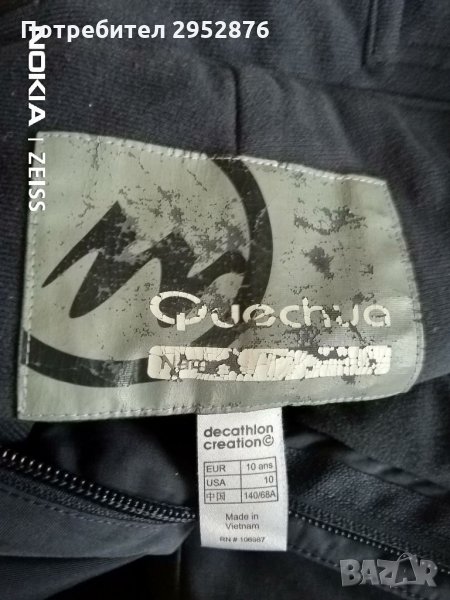 Потребител 2952876
NOKIA | ZEISS
Quechua
decathlon
creation©
EUR 10 ans
USA 10
中国 140/68A
Made in
Vietnam
RN # 106987
BAZAR